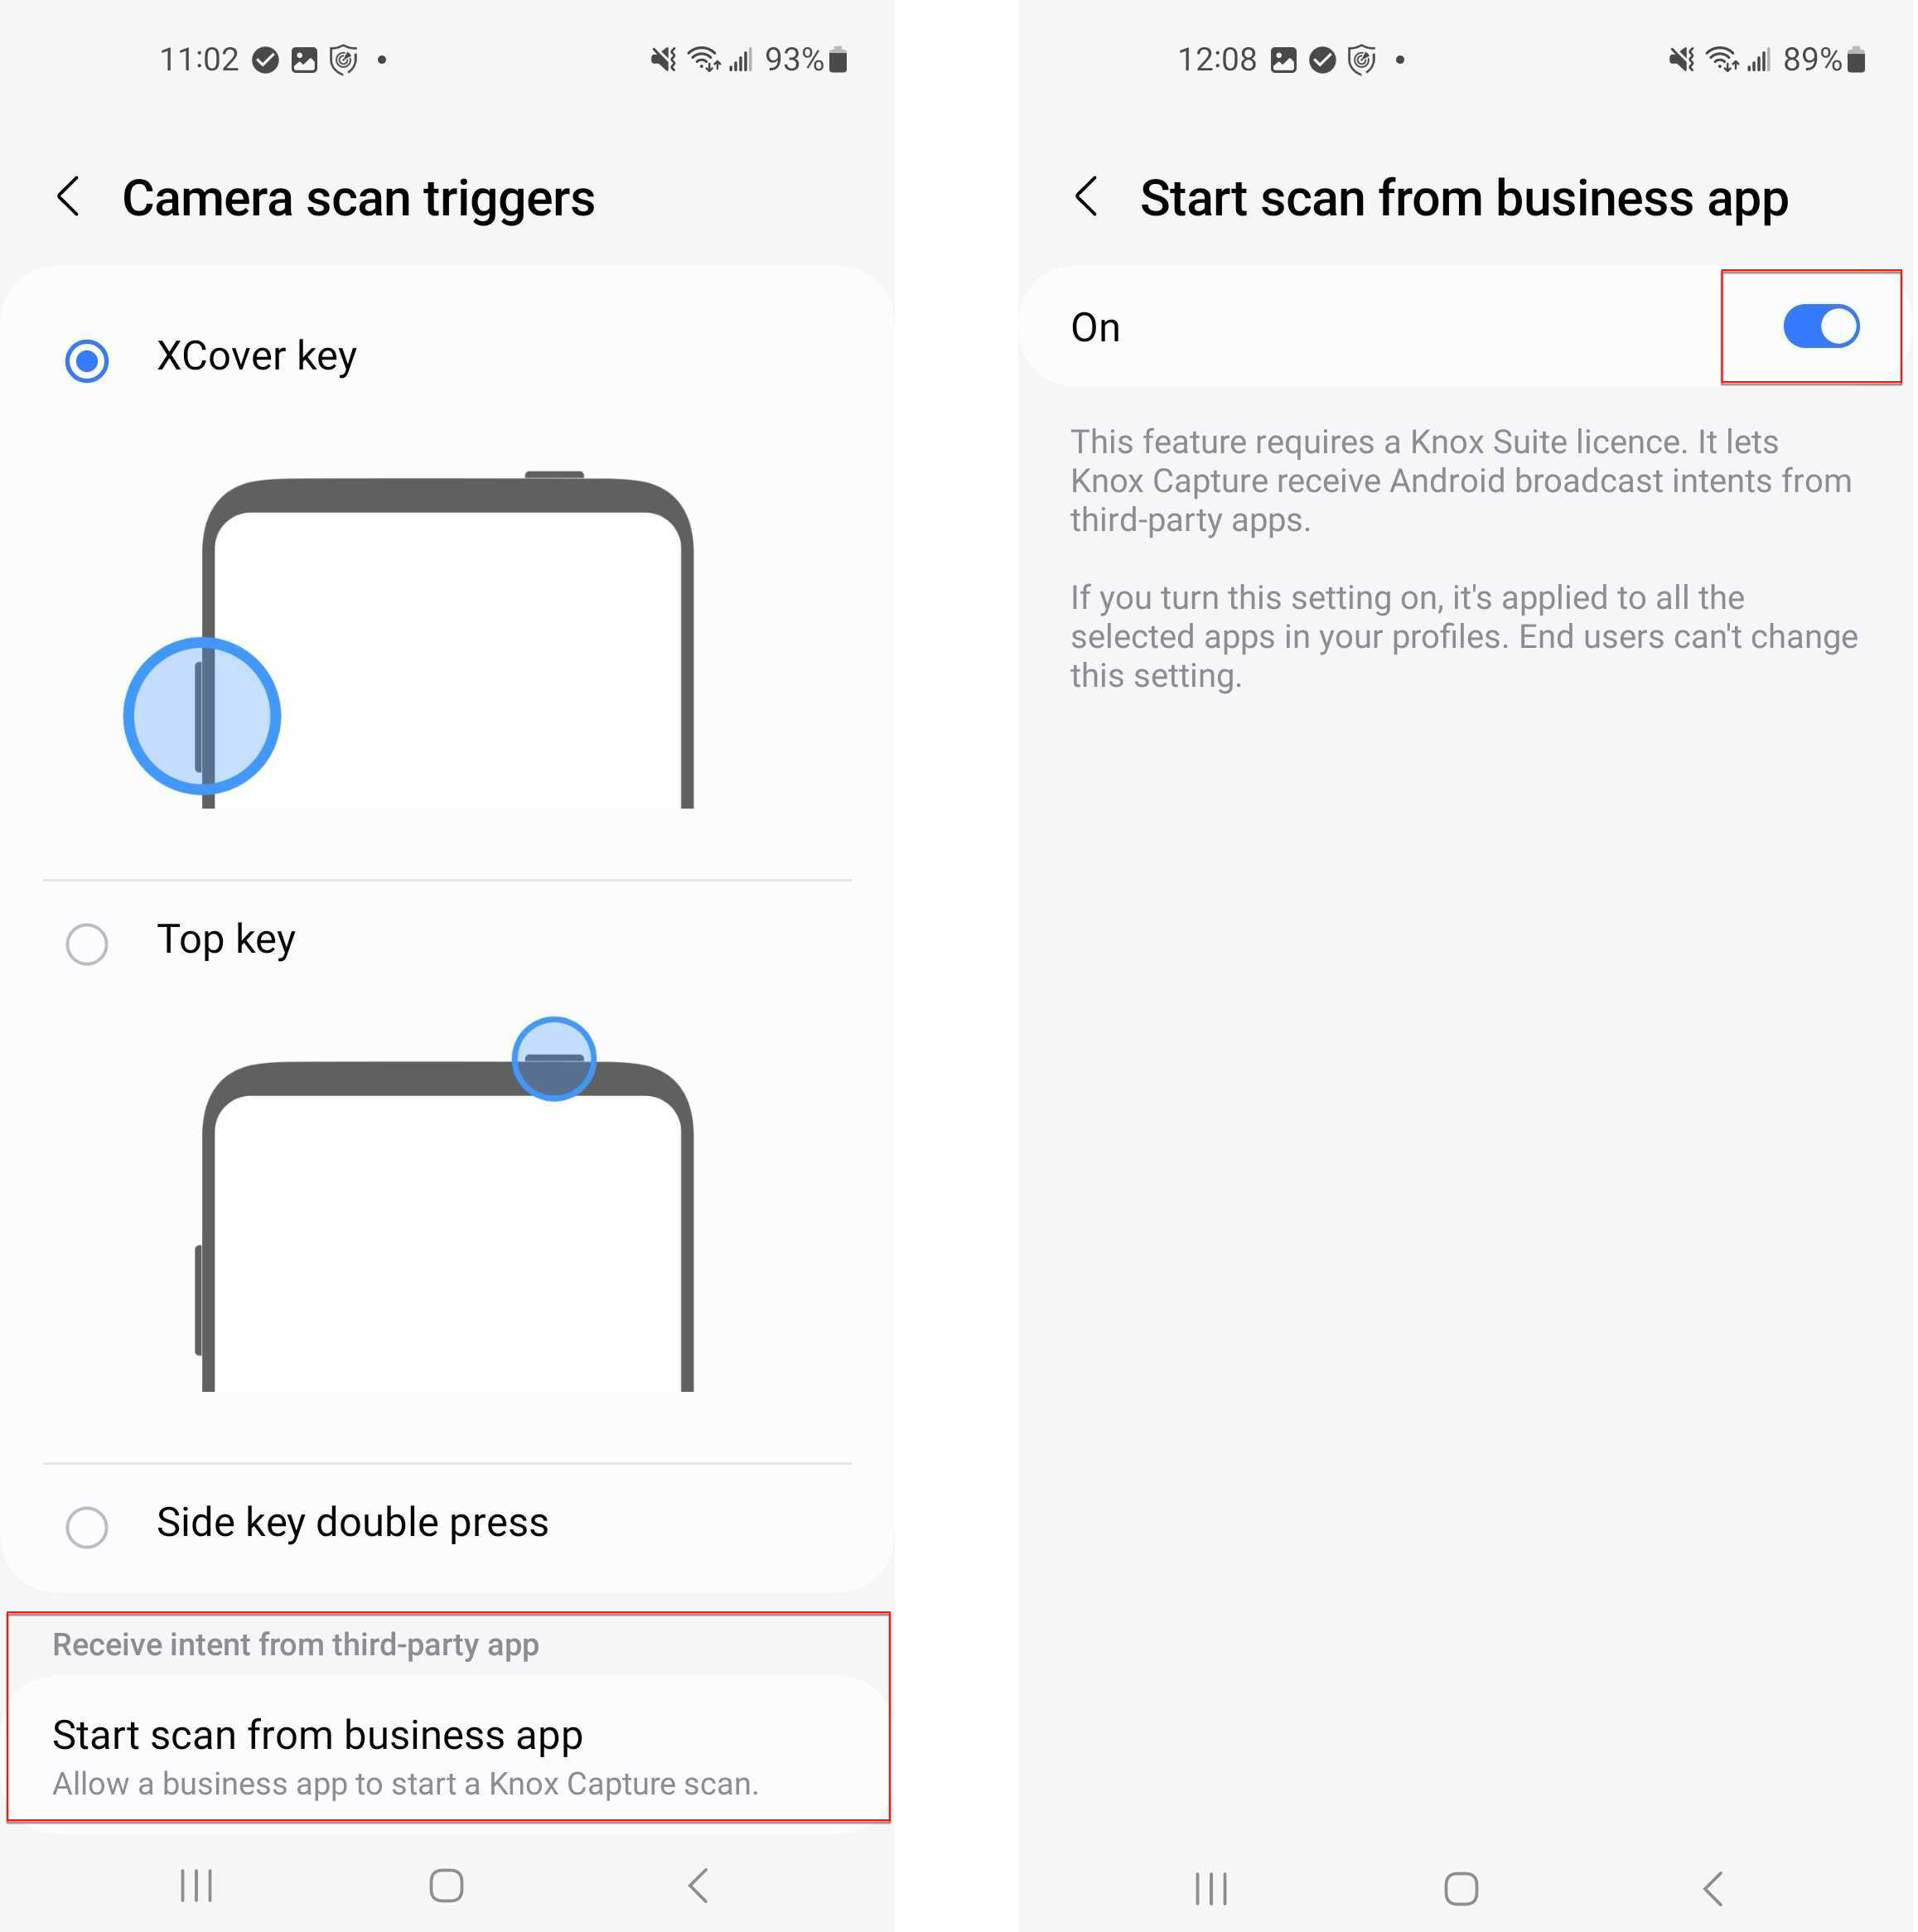 11:02
93%
Camera scan triggers
XCover key
Top key
Side key double press
Receive intent from third-party app
Start scan from business app
Allow a business app to start a Knox Capture scan.
12:08
89%
Start scan from business app
On
This feature requires a Knox Suite licence. It lets
Knox Capture receive Android broadcast intents from
third-party apps.
If you turn this setting on, it's applied to all the
selected apps in your profiles. End users can't change
this setting.